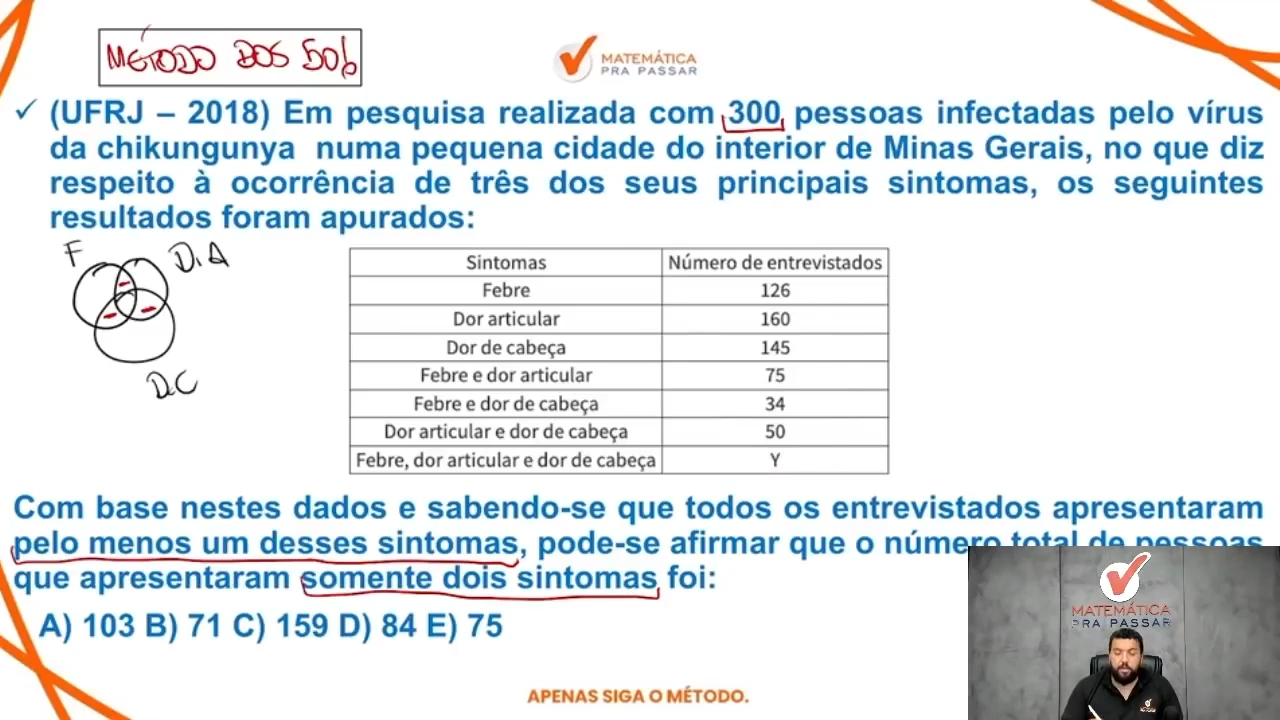 MÉTODO DOS 50%
MATEMÁTICA
PRA PASSAR
✓ (UFRJ – 2018) Em pesquisa realizada com 300 pessoas infectadas pelo vírus
da chikungunya numa pequena cidade do interior de Minas Gerais, no que diz
respeito à ocorrência de três dos seus principais sintomas, os seguintes
resultados foram apurados:
F
D.A
D.C
Sintomas Número de entrevistados
Febre 126
Dor articular 160
Dor de cabeça 145
Febre e dor articular 75
Febre e dor de cabeça 34
Dor articular e dor de cabeça 50
Febre, dor articular e dor de cabeça Y
Com base nestes dados e sabendo-se que todos os entrevistados apresentaram
pelo menos um desses sintomas, pode-se afirmar que o número total de pessoas
que apresentaram somente dois sintomas foi:
A) 103 B) 71 C) 159 D) 84 E) 75
MATEMÁTICA
PRA PASSAR
APENAS SIGA O MÉTODO.